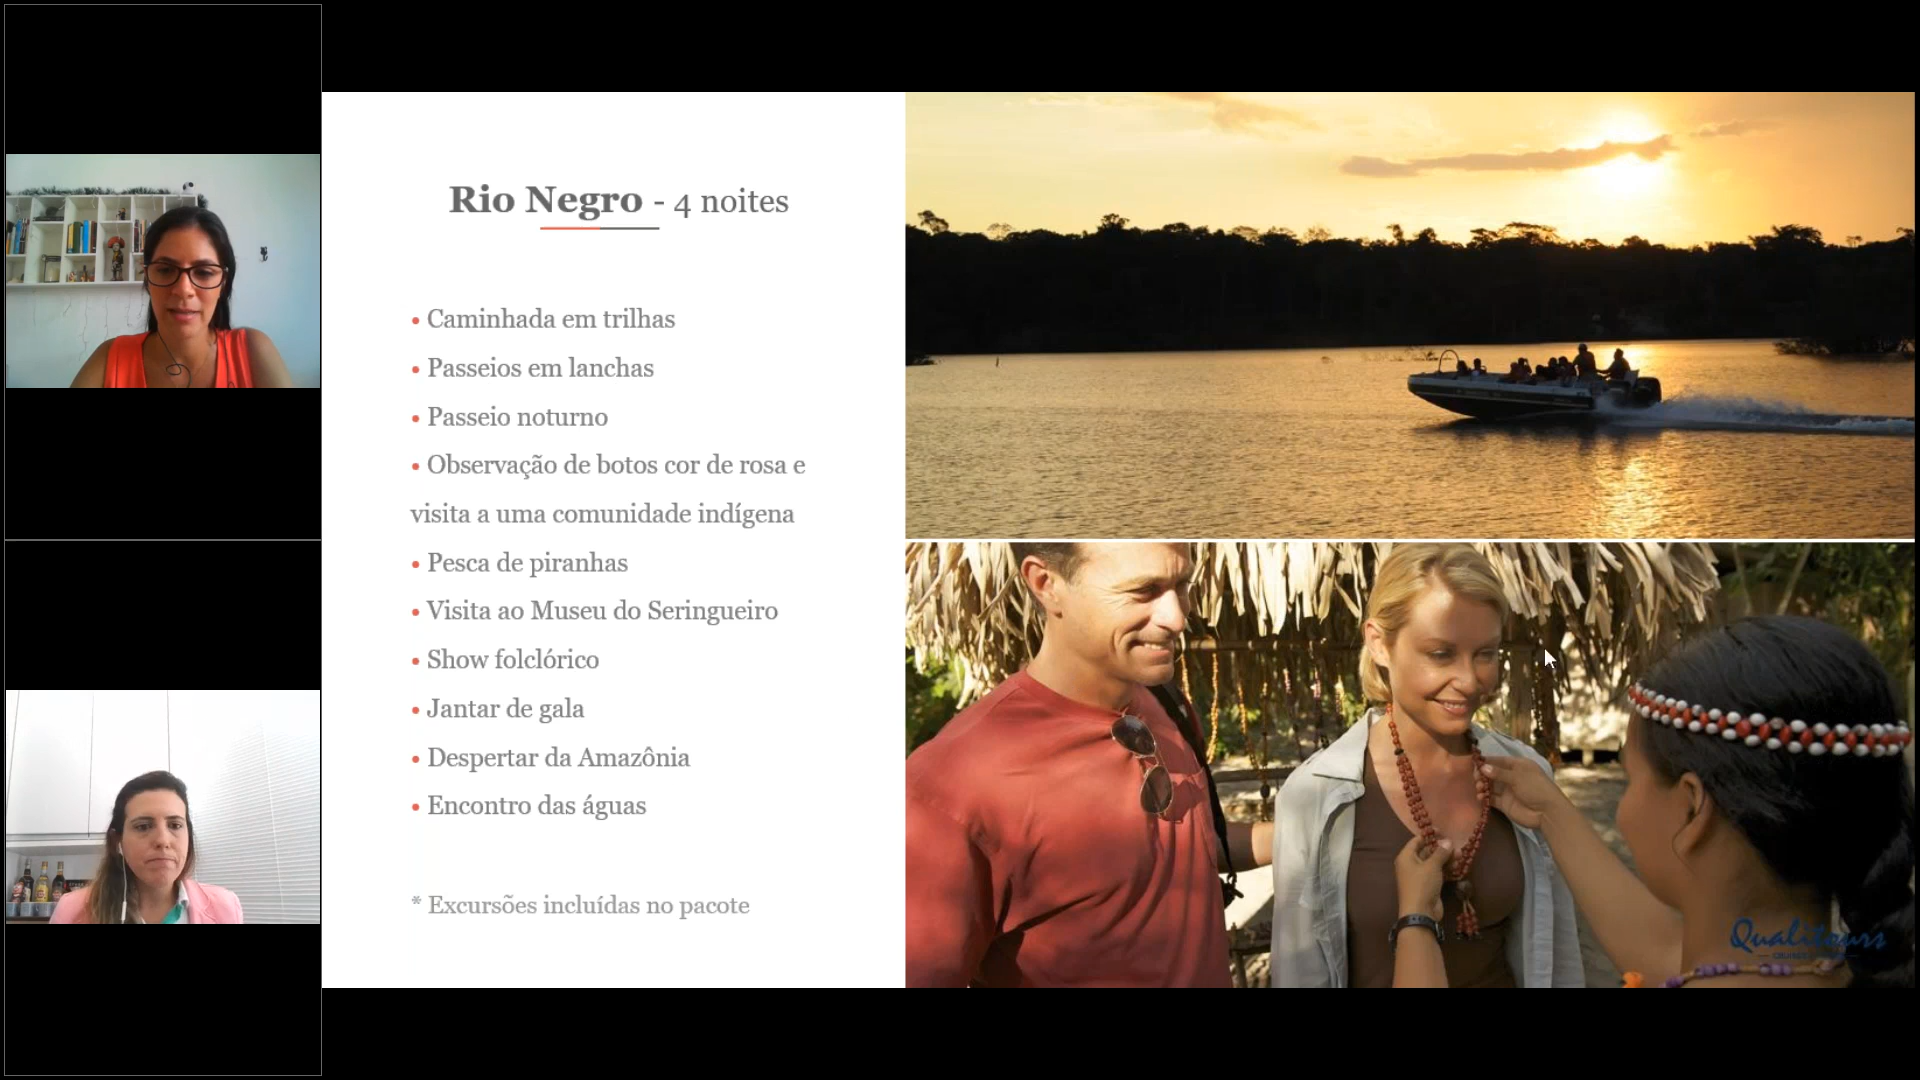 Rio Negro - 4 noites
• Caminhada em trilhas
• Passeios em lanchas
• Passeio noturno
• Observação de botos cor de rosa e
visita a uma comunidade indígena
• Pesca de piranhas
• Visita ao Museu do Seringueiro
• Show folclórico
• Jantar de gala
• Despertar da Amazônia
• Encontro das águas
* Excursões incluídas no pacote
Qualitours